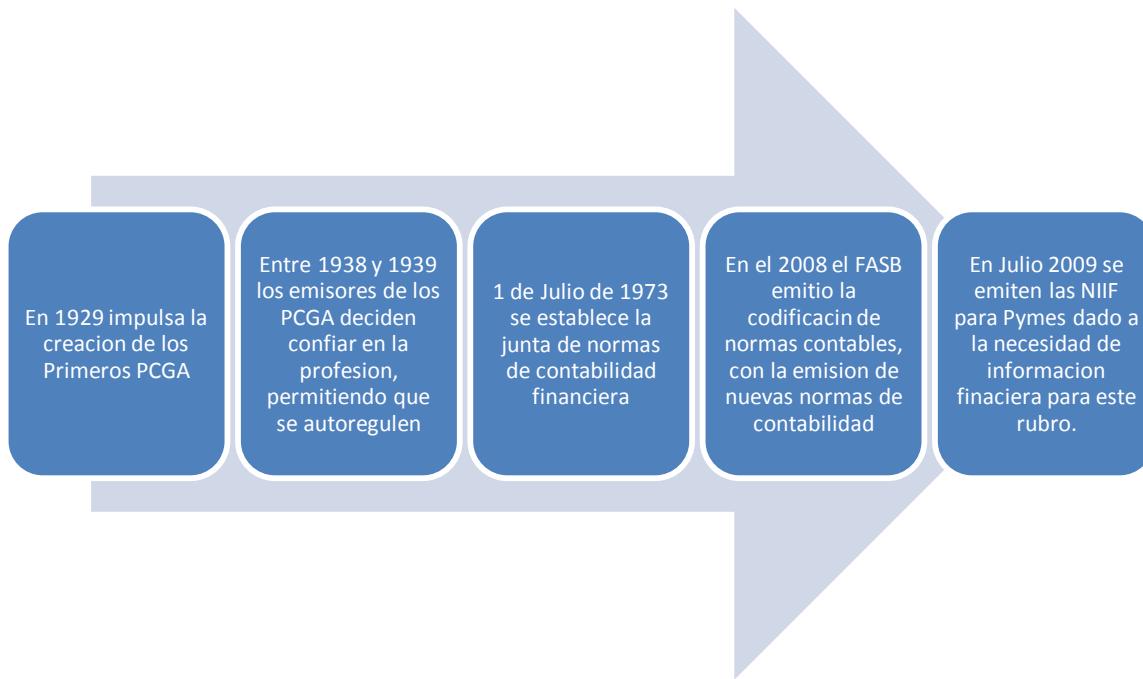 En 1929 impulsa la
creacion de los
Primeros PCGA
Entre 1938 y 1939
los emisores de los
PCGA deciden
confiar en la
profesion,
permitiendo que
se autoregulen
1 de Julio de 1973
se establece la
junta de normas
de contabilidad
financiera
En el 2008 el FASB
emitio la
codificacin de
normas contables,
con la emision de
nuevas normas de
contabilidad
En Julio 2009 se
emiten las NIIF
para Pymes dado a
la necesidad de
informacion
finaciera para este
rubro.